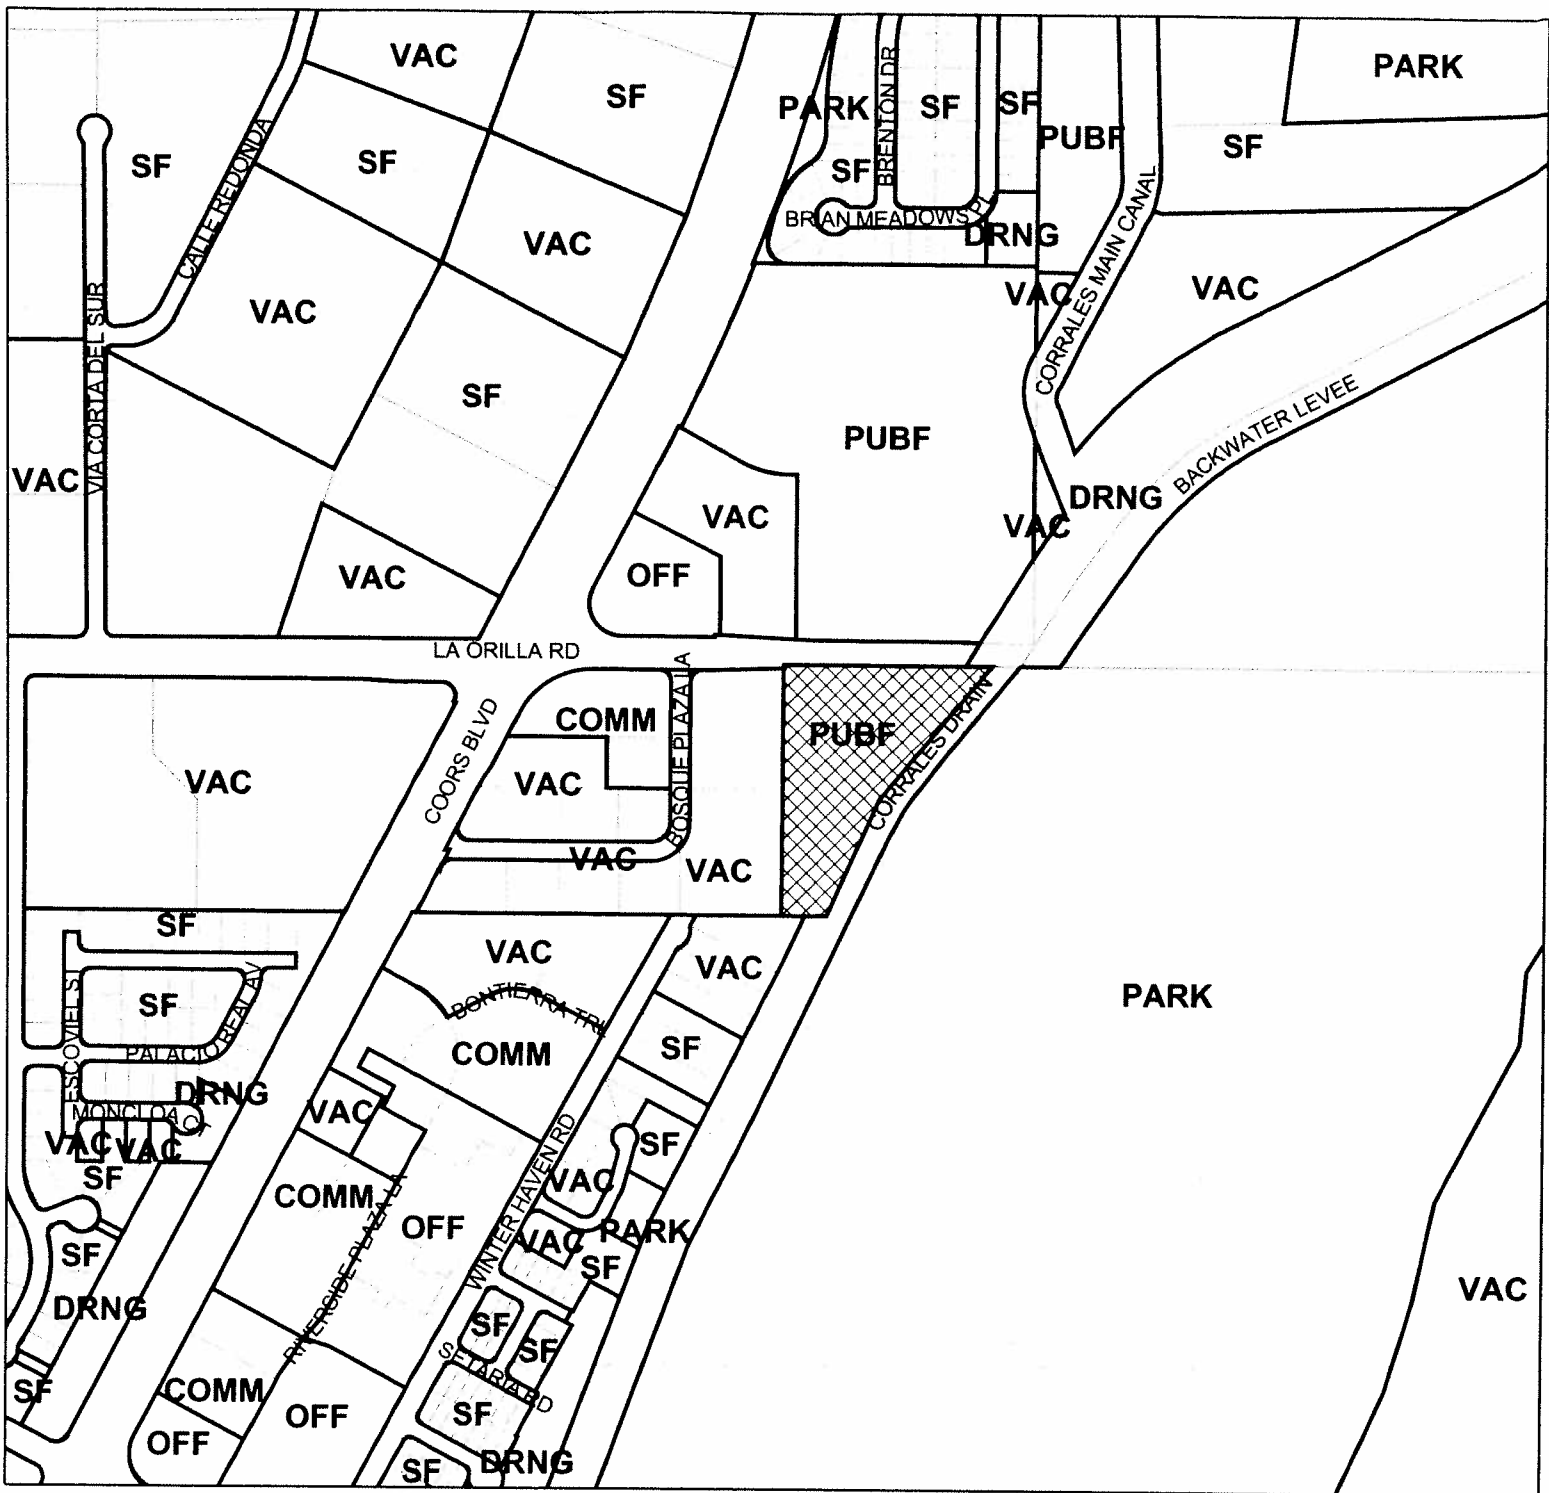 VAC
PARK
SF
PARK
BRENTON DR
SF
SF
PUBF
SF
SF
CALLE REDONDA
SF
SF
BRIAN MEADOWS PL
DRNG
VAC
VAC
VAC
CORRALES MAIN CANAL
VAC
VIA CORTA DEL SUR
SF
PUBF
BACKWATER LEVEE
VAC
DRNG
VAC
VAC
OFF
VAC
LA ORILLA RD
COMM
BOSQUE PLAZA LA
PUBF
CORRALES DRAIN
COORS BLVD
VAC
VAC
VAC
VAC
SF
VAC
VAC
PARK
ESCOVIEL ST
SF
PALACIO REAL AV
BONTIERRA TRL
COMM
SF
DRNG
MONCLOA
VAC
VAC
VAC
SF
SF
WINTER HAVEN RD
VAC
COMM
RIVERSIDE PLAZA LA
OFF
VAC
PARK
SF
SF
DRNG
VAC
SF
SF
SETARIA RD
SF
COMM
OFF
SF
OFF
SF
DRNG